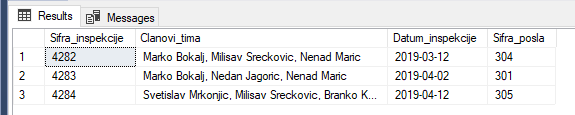 Results Messages
Sifra_inspekcije Clanovi_tima Datum_inspekcije Sifra_posla
1 4282 Marko Bokalj, Milisav Sreckovic, Nenad Maric 2019-03-12 304
2 4283 Marko Bokalj, Nedan Jagoric, Nenad Maric 2019-04-02 301
3 4284 Svetislav Mrkonjic, Milisav Sreckovic, Branko K... 2019-04-12 305